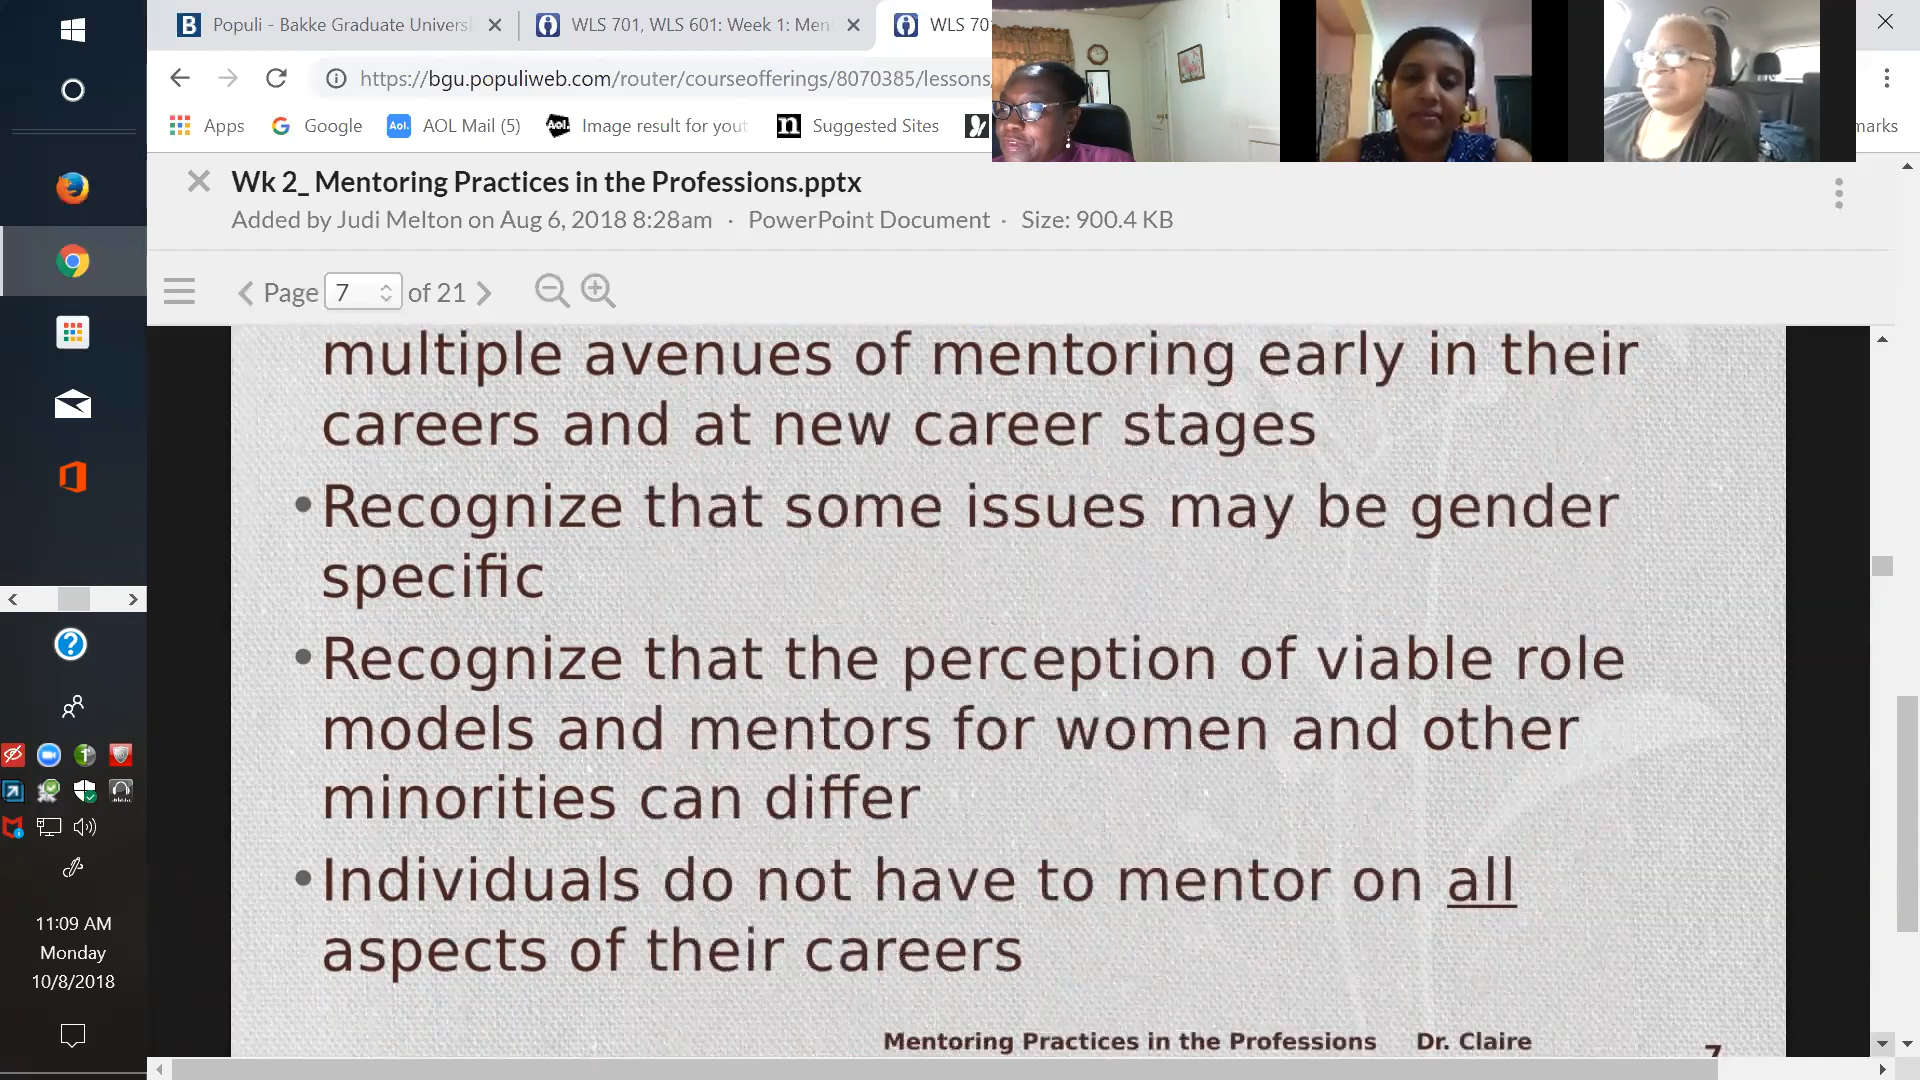 Populi - Bakke Graduate Univers
WLS 701, WLS 601: Week 1: Men
WLS 70
https://bgu.populiweb.com/router/courseofferings/8070385/lessons
Apps
Google
Aol.
AOL Mail (5)
Aol.
Image result for yout
n
Suggested Sites
marks
Wk 2_ Mentoring Practices in the Professions.pptx
Added by Judi Melton on Aug 6, 2018 8:28am · PowerPoint Document · Size: 900.4 KB
Page 7 of 21
multiple avenues of mentoring early in their
careers and at new career stages
•Recognize that some issues may be gender
specific
•Recognize that the perception of viable role
models and mentors for women and other
minorities can differ
•Individuals do not have to mentor on all
aspects of their careers
Mentoring Practices in the Professions Dr. Claire
7
11:09 AM
Monday
10/8/2018